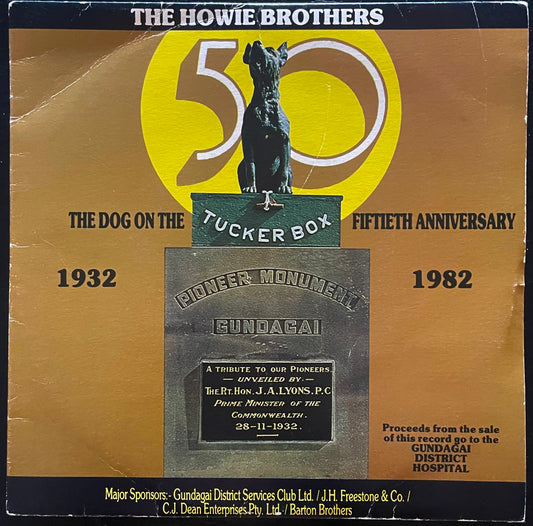 THE HOWIE BROTHERS
50
THE DOG ON THE TUCKER BOX FIFTIETH ANNIVERSARY
1932 1982
PIONEER MONUMENT
GUNDAGAI
A TRIBUTE TO OUR PIONEERS
— UNVEILED BY —
THE RT. HON. J.A. LYONS. P.C
PRIME MINISTER OF THE
COMMONWEALTH.
28-11-1932.
Proceeds from the sale
of this record go to the
GUNDAGAI
DISTRICT
HOSPITAL
Major Sponsors:- Gundagai District Services Club Ltd. / J.H. Freestone & Co. /
C.J. Dean Enterprises Pty. Ltd. / Barton Brothers